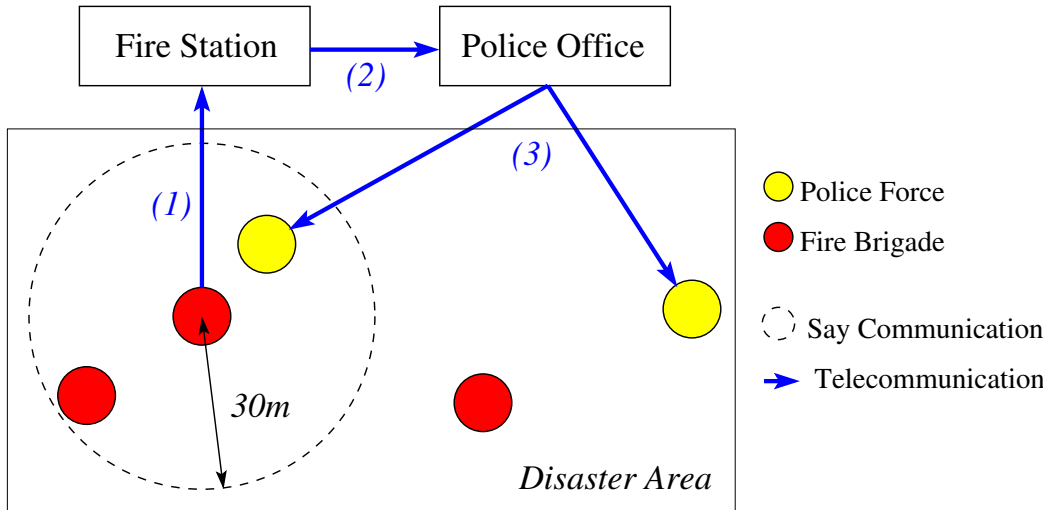 Fire Station
Police Office
(2)
(3)
(1)
Police Force
Fire Brigade
Say Communication
Telecommunication
30m
Disaster Area